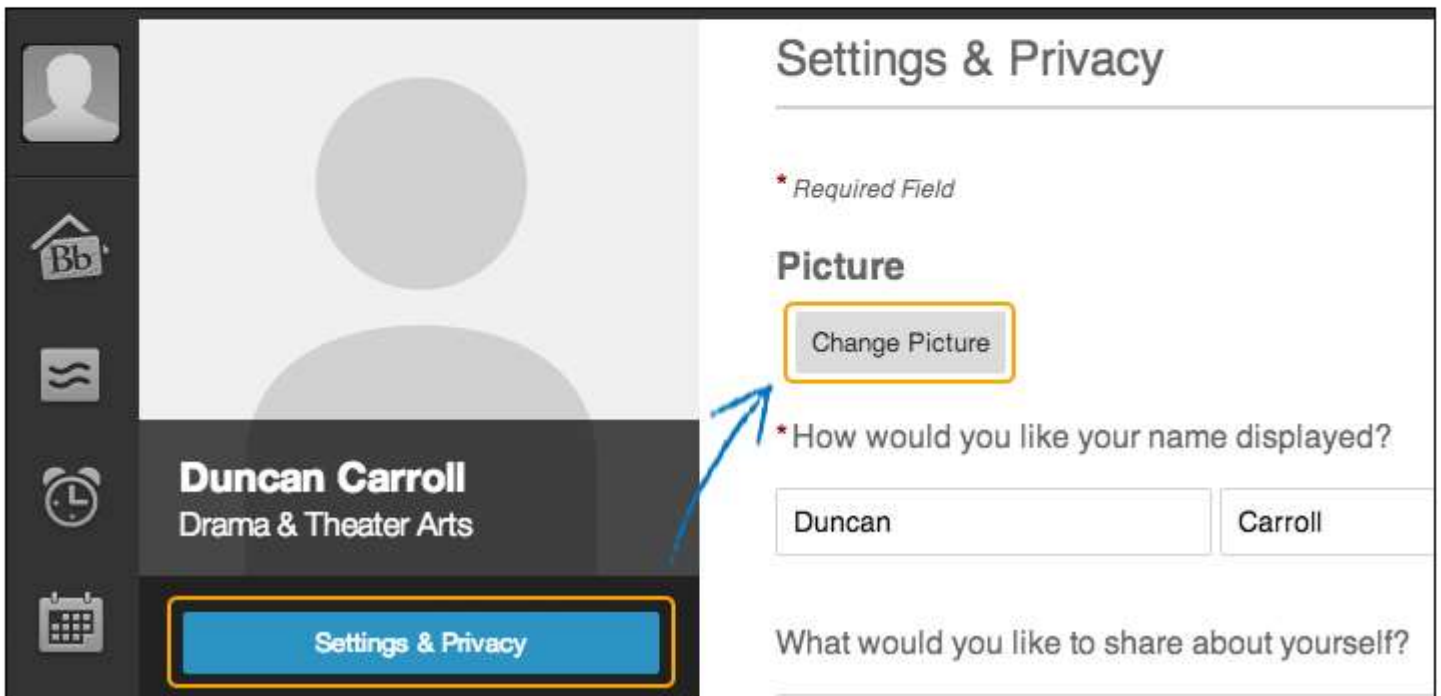 Bb
Duncan Carroll
Drama & Theater Arts
Settings & Privacy
Settings & Privacy
* Required Field
Picture
Change Picture
* How would you like your name displayed?
Duncan
Carroll
What would you like to share about yourself?